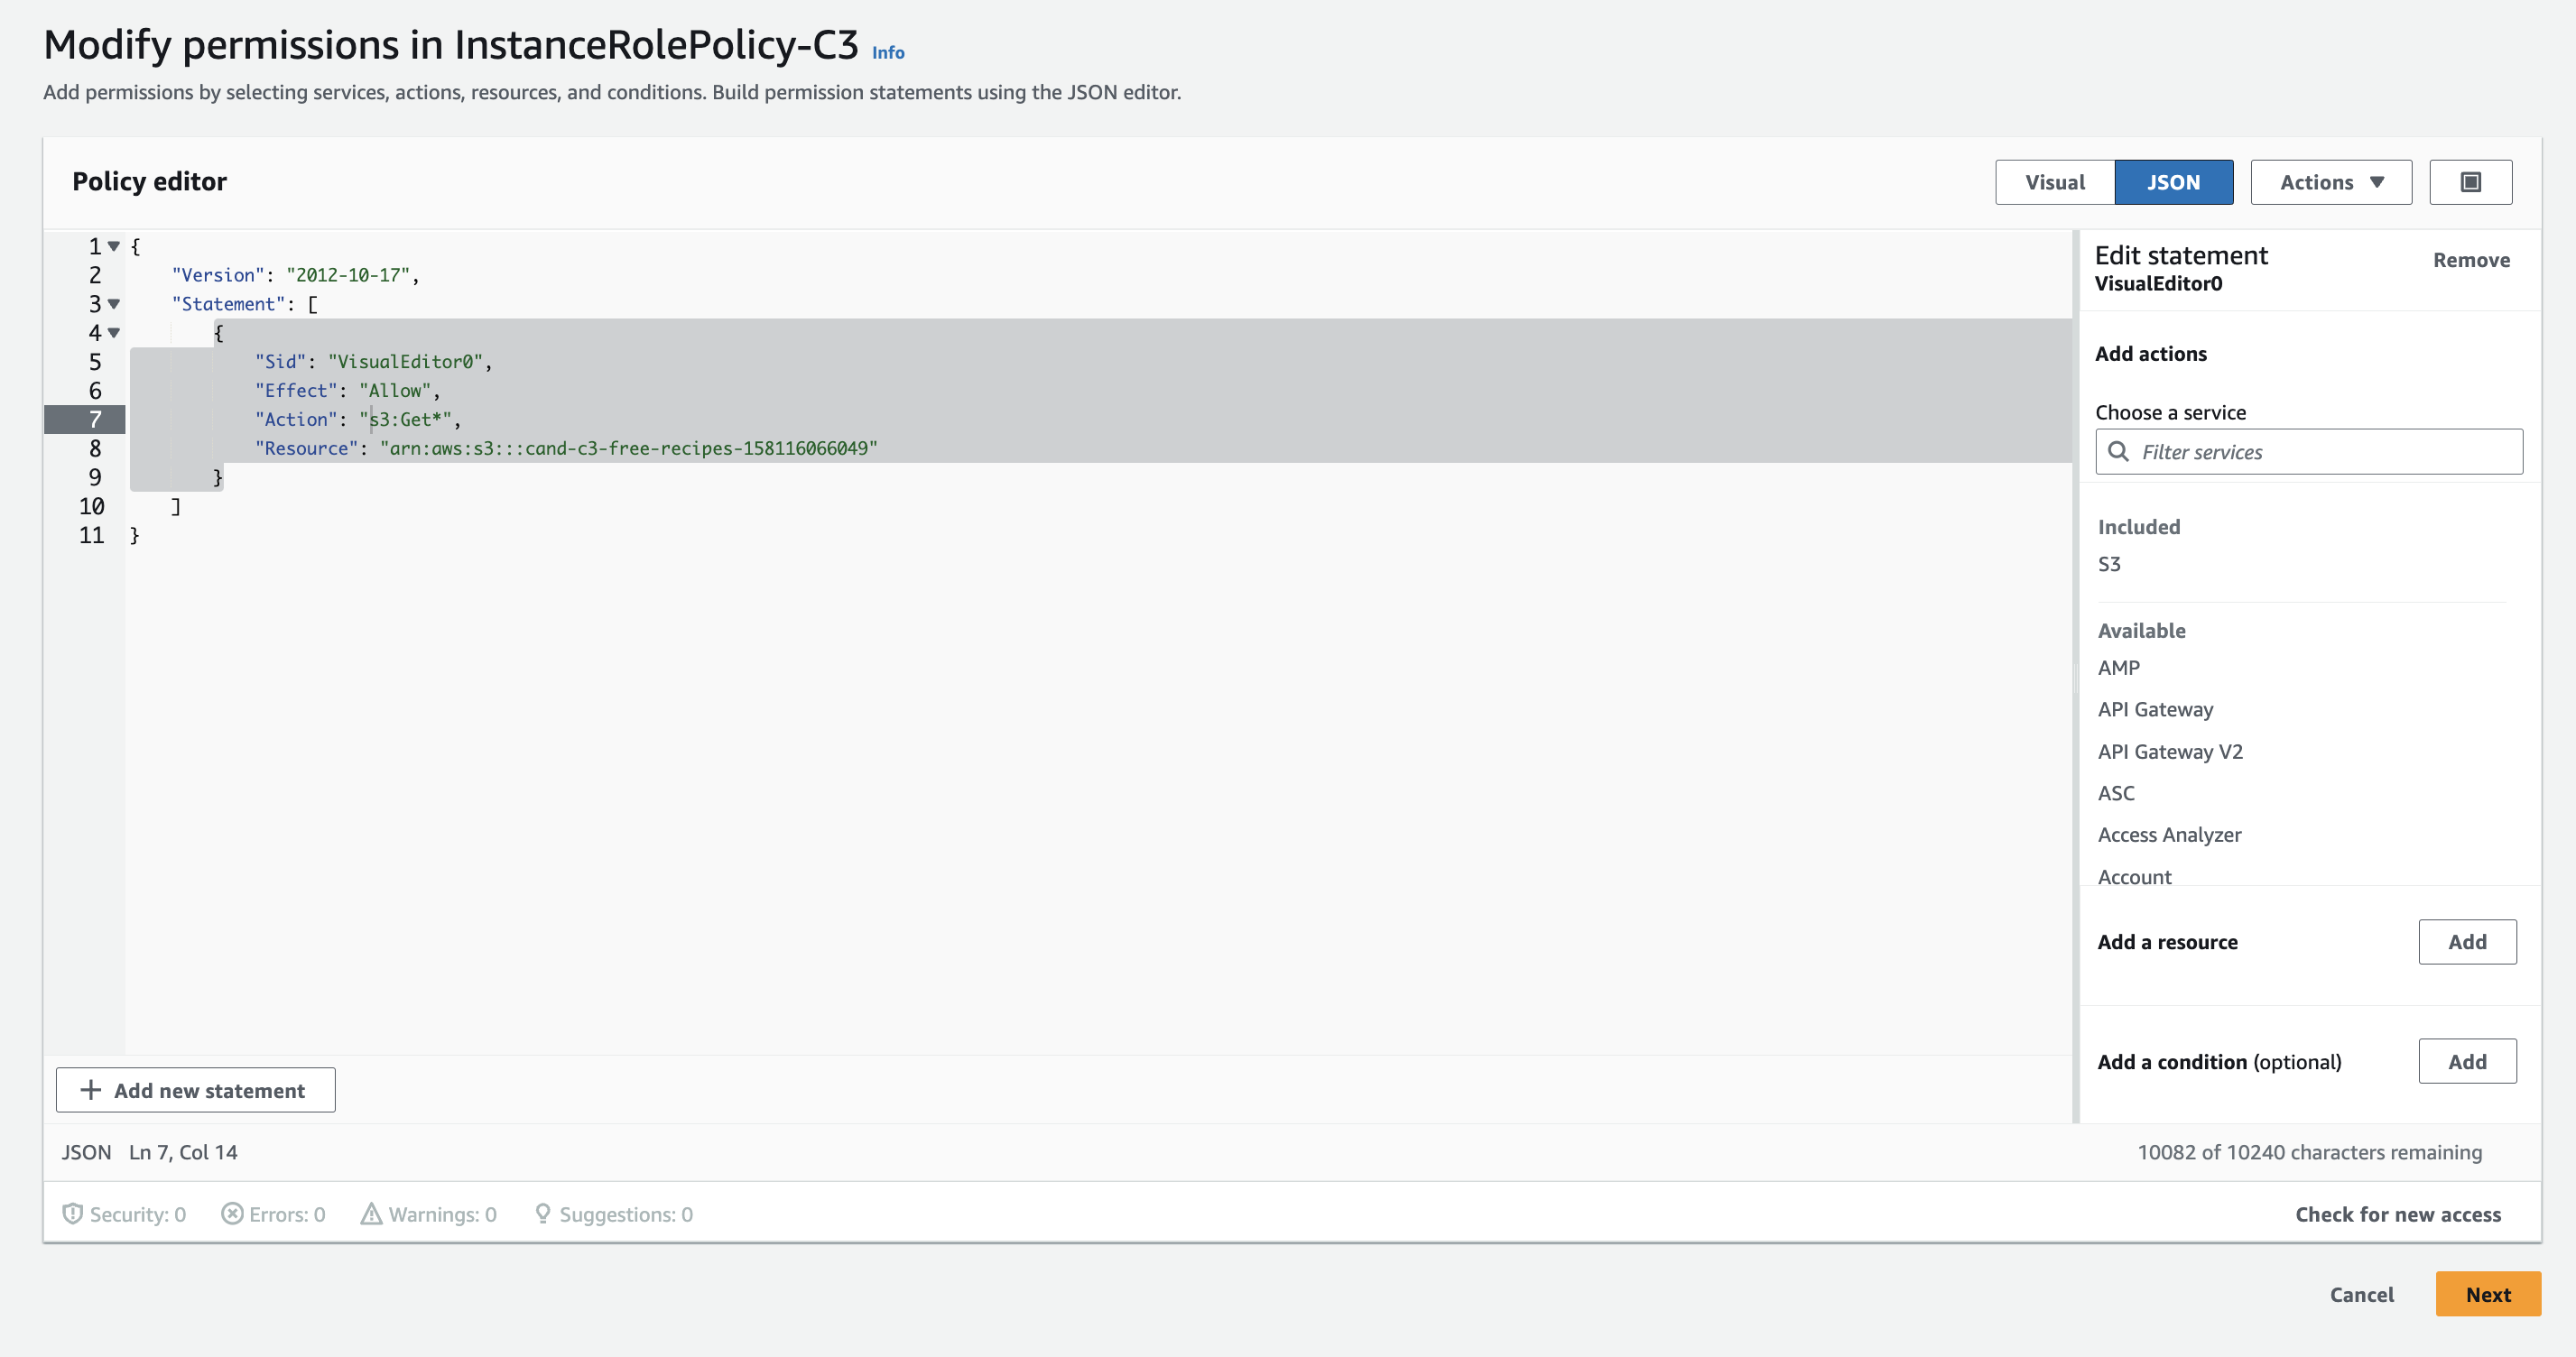 Modify permissions in InstanceRolePolicy-C3 Info
Add permissions by selecting services, actions, resources, and conditions. Build permission statements using the JSON editor.
Policy editor
Visual JSON Actions
1 {
2 "Version": "2012-10-17",
3 "Statement": [
4 {
5 "Sid": "VisualEditor0",
6 "Effect": "Allow",
7 "Action": "s3:Get*",
8 "Resource": "arn:aws:s3:::cand-c3-free-recipes-158116066049"
9 }
10 ]
11 }
Edit statement Remove
VisualEditor0
Add actions
Choose a service
Filter services
Included
S3
Available
AMP
API Gateway
API Gateway V2
ASC
Access Analyzer
Account
Add a resource Add
Add a condition (optional) Add
Add new statement
JSON Ln 7, Col 14
10082 of 10240 characters remaining
Security: 0 Errors: 0 Warnings: 0 Suggestions: 0
Check for new access
Cancel Next